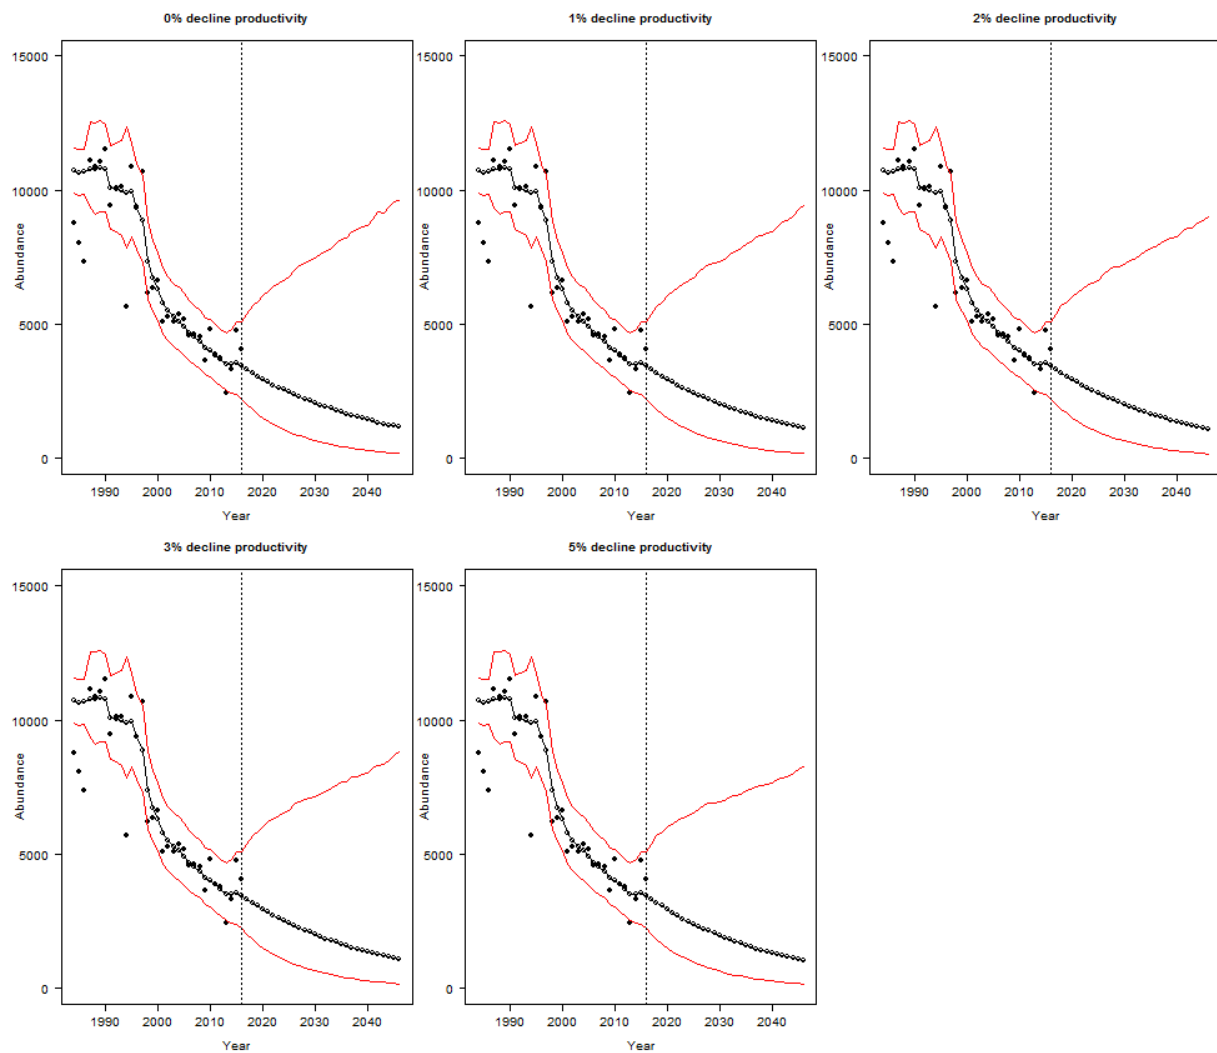 0% decline productivity
1% decline productivity
2% decline productivity
15000
10000
5000
0
Abundance
1990 2000 2010 2020 2030 2040
Year
15000
10000
5000
0
Abundance
1990 2000 2010 2020 2030 2040
Year
15000
10000
5000
0
Abundance
1990 2000 2010 2020 2030 2040
Year
3% decline productivity
5% decline productivity
15000
10000
5000
0
Abundance
1990 2000 2010 2020 2030 2040
Year
15000
10000
5000
0
Abundance
1990 2000 2010 2020 2030 2040
Year